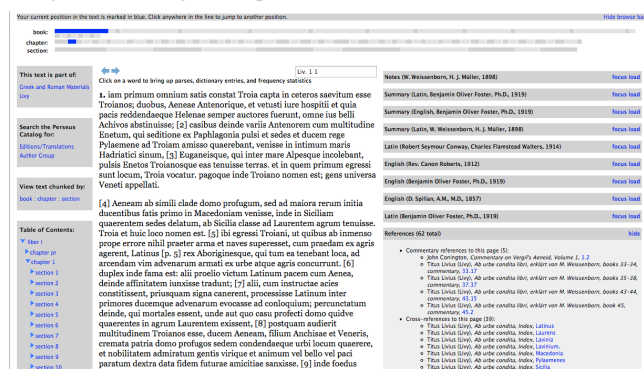 Your current position in the text is marked in blue. Click anywhere in the line to jump to another position.
Hide browse ba
book:
chapter:
section:
This text is part of:
Greek and Roman Materials
Livy
Search the Perseus
Catalog for:
Editions/Translations
Author Group
View text chunked by:
book : chapter : section
Table of Contents:
liber I
chapter pr
chapter 1
section 1
section 2
section 3
section 4
section 5
section 6
section 7
section 8
section 9
section 10
Liv. 1 1
Click on a word to bring up parses, dictionary entries, and frequency statistics
1. iam primum omnium satis constat Troia capta in ceteros saevitum esse
Troianos; duobus, Aeneae Antenorique, et vetusti iure hospitii et quia
pacis reddendaeque Helenae semper auctores fuerunt, omne ius belli
Achivos abstinuisse; [2] casibus deinde variis Antenorem cum multitudine
Enetum, qui seditione ex Paphlagonia pulsi et sedes et ducem rege
Pylaemene ad Troiam amisso quaerebant, venisse in intimum maris
Hadriatici sinum, [3] Euganeisque, qui inter mare Alpesque incolebant,
pulsis Enetos Troianosque eas tenuisse terras. et in quem primum egressi
sunt locum, Troia vocatur. pagoque inde Troiano nomen est; gens universa
Veneti appellati.
[4] Aeneam ab simili clade domo profugum, sed ad maiora rerum initia
ducentibus fatis primo in Macedoniam venisse, inde in Siciliam
quaerentem sedes delatum, ab Sicilia classe ad Laurentem agrum tenuisse.
Troia et huic loco nomen est. [5] ibi egressi Troiani, ut quibus ab inmenso
prope errore nihil praeter arma et naves superesset, cum praedam ex agris
agerent, Latinus [p. 5] rex Aboriginesque, qui tum ea tenebant loca, ad
arcendam vim advenarum armati ex urbe atque agris concurrunt. [6]
duplex inde fama est: alii proelio victum Latinum pacem cum Aenea,
deinde affinitatem iunxisse tradunt; [7] alii, cum instructae acies
constitissent, priusquam signa canerent, processisse Latinum inter
primores ducemque advenarum evocasse ad conloquium; percunctatum
deinde, qui mortales essent, unde aut quo casu profecti domo quidve
quaerentes in agrum Laurentem exissent, [8] postquam audierit
multitudinem Troianos esse, ducem Aeneam, filium Anchisae et Veneris,
cremata patria domo profugos sedem condendaeque urbi locum quaerere,
et nobilitatem admiratum gentis virique et animum vel bello vel paci
paratum dextra data fidem futurae amicitiae sanxisse. [9] inde foedus
Notes (W. Weissenborn, H. J. Müller, 1898) focus load
Summary (Latin, Benjamin Oliver Foster, Ph.D., 1919) focus load
Summary (English, Benjamin Oliver Foster, Ph.D., 1919) focus load
Summary (Latin, W. Weissenborn, H. J. Müller, 1898) focus load
Latin (Robert Seymour Conway, Charles Flamstead Walters, 1914) focus load
English (Rev. Canon Roberts, 1912) focus load
English (Benjamin Oliver Foster, Ph.D., 1919) focus load
English (D. Spillan, A.M., M.D., 1857) focus load
Latin (Benjamin Oliver Foster, Ph.D., 1919) focus load
References (62 total) hide
Commentary references to this page (5):
John Conington, Commentary on Vergil's Aeneid, Volume 1, 1.2
Titus Livius (Livy), Ab urbe condita libri, erklärt von M. Weissenborn, books 33-34,
commentary, 33.17
Titus Livius (Livy), Ab urbe condita libri, erklärt von M. Weissenborn, book 35-38,
commentary, 37.37
Titus Livius (Livy), Ab urbe condita libri, erklärt von M. Weissenborn, books 43-44,
commentary, 43.15
Titus Livius (Livy), Ab urbe condita libri, erklärt von M. Weissenborn, book 45,
commentary, 45.2
Cross-references to this page (39):
Titus Livius (Livy), Ab urbe condita, Index, Latinus
Titus Livius (Livy), Ab urbe condita, Index, Laurens
Titus Livius (Livy), Ab urbe condita, Index, Lavinia
Titus Livius (Livy), Ab urbe condita, Index, Lavinium.
Titus Livius (Livy), Ab urbe condita, Index, Macedonia
Titus Livius (Livy), Ab urbe condita, Index, Pylaemenes
Titus Livius (Livy), Ab urbe condita, Index, Sicilia